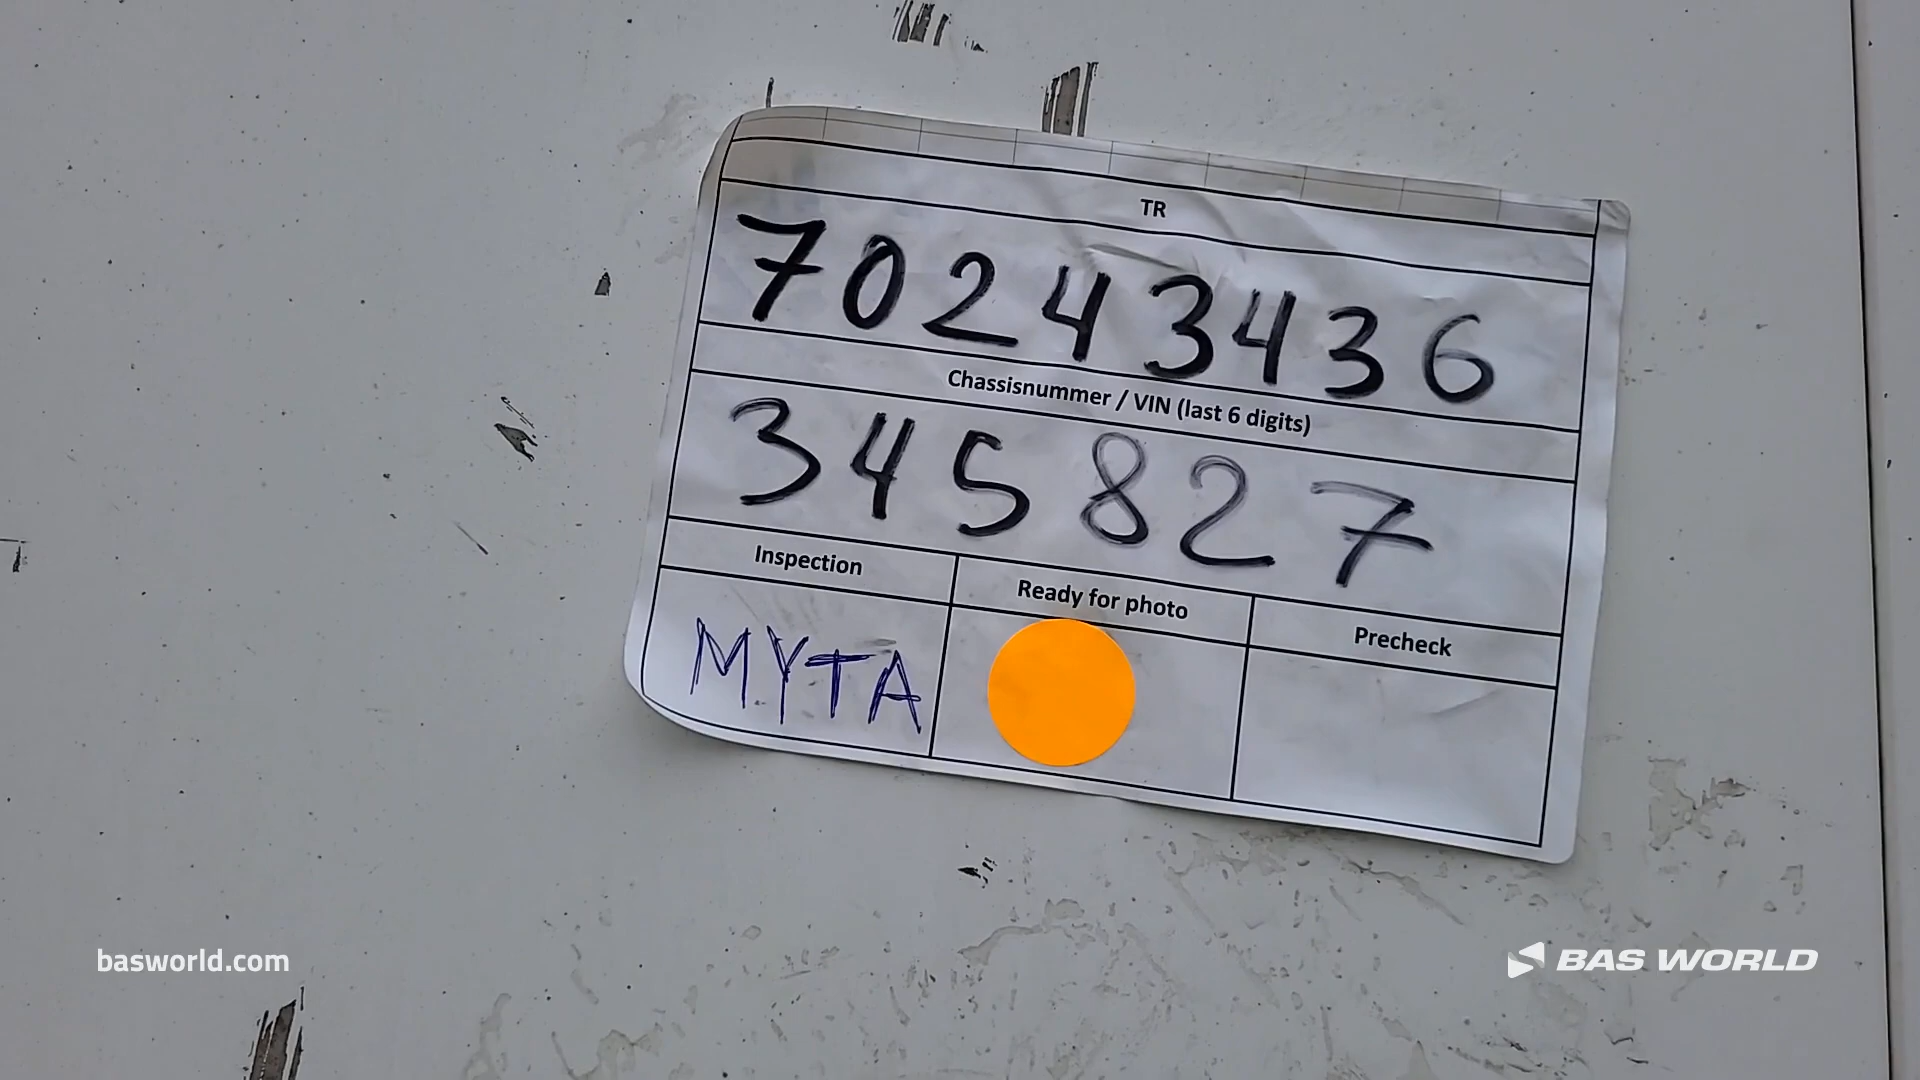 TR
70243436
Chassisnummer / VIN (last 6 digits)
345827
Inspection Ready for photo Precheck
MYTA
basworld.com BAS WORLD